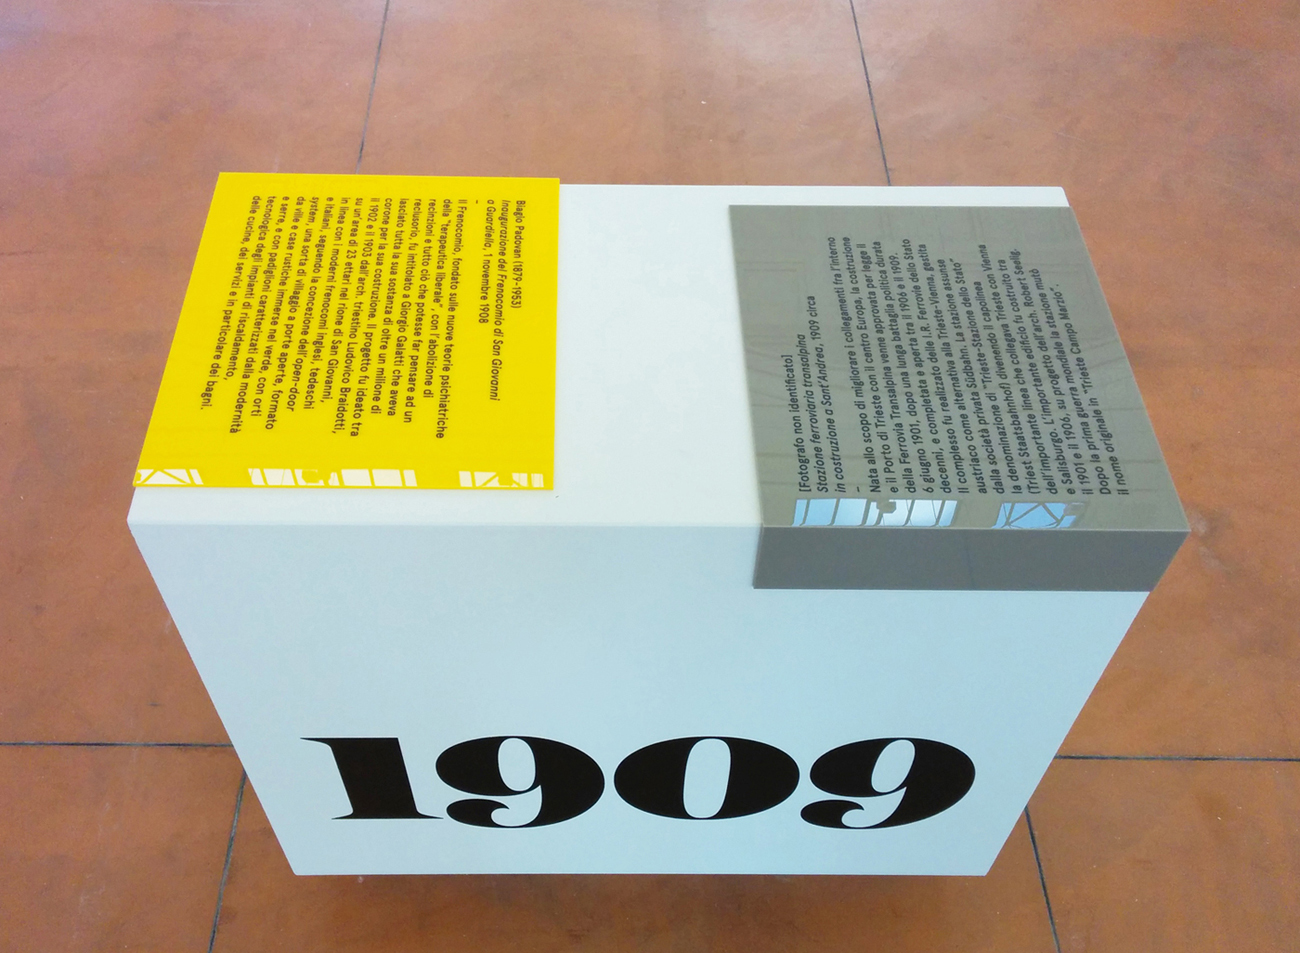 Biagio Padovan (1879-1953)
Inaugurazione del Frenocomio di San Giovanni
a Guardiella, 1 novembre 1908
–
Il Frenocomio, fondato sulle nuove teorie psichiatriche
della "terapeutica liberale", con l'abolizione di
recinzioni e tutto ciò che potesse far pensare ad un
reclusorio, fu intitolato a Giorgio Galatti che aveva
lasciato tutta la sua sostanza di oltre un milione di
corone per la sua costruzione. Il progetto fu ideato tra
il 1902 e il 1903 dall'arch. triestino Ludovico Braidotti,
su un'area di 23 ettari nel rione di San Giovanni,
in linea con i moderni frenocomi inglesi, tedeschi
e italiani, seguendo la concezione dell'open-door
system, una sorta di villaggio a porte aperte, formato
da ville e case rustiche immerse nel verde, con orti
e serre, e con padiglioni caratterizzati dalla modernità
tecnologica degli impianti di riscaldamento,
delle cucine, dei servizi e in particolare dei bagni.
[Fotografo non identificato]
Stazione ferroviaria transalpina
in costruzione a Sant'Andrea, 1909 circa
–
Nata allo scopo di migliorare i collegamenti fra l'interno
e il Porto di Trieste con il centro Europa, la costruzione
della Ferrovia Transalpina venne approvata per legge il
6 giugno 1901, dopo una lunga battaglia politica durata
decenni, e completata e aperta tra il 1906 e il 1909.
Il complesso fu realizzato dalle I.R. Ferrovie dello Stato
austriaco come alternativa alla Trieste-Vienna, gestita
dalla società privata Südbahn. La stazione assunse
la denominazione di "Trieste-Stazione dello Stato"
(Triest Staatsbahnhof) divenendo il capolinea
dell'importante linea che collegava Trieste con Vienna
e Salisburgo. L'importante edificio fu costruito tra
il 1901 e il 1906, su progetto dell'arch. Robert Seelig.
Dopo la prima guerra mondiale la stazione mutò
il nome originale in "Trieste Campo Marzio".
1909